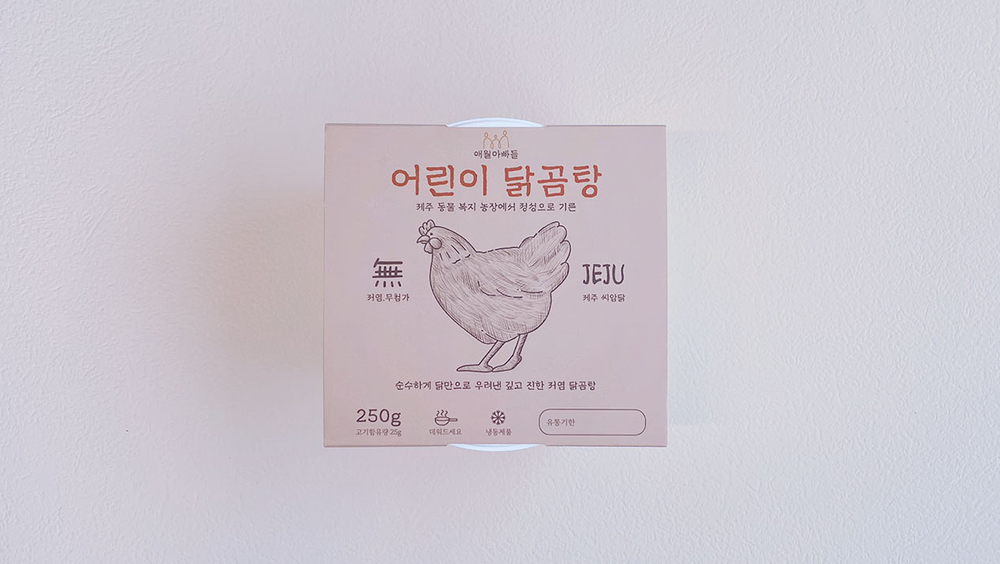 애월아빠들
어린이 닭곰탕
제주 동물 복지 농장에서 정성으로 기른
無
저염.무첨가
JEJU
제주 씨암닭
순수하게 닭만으로 우려낸 깊고 진한 저염 닭곰탕
250g
고기함유량 25g
데워드세요
냉동제품
유통기한